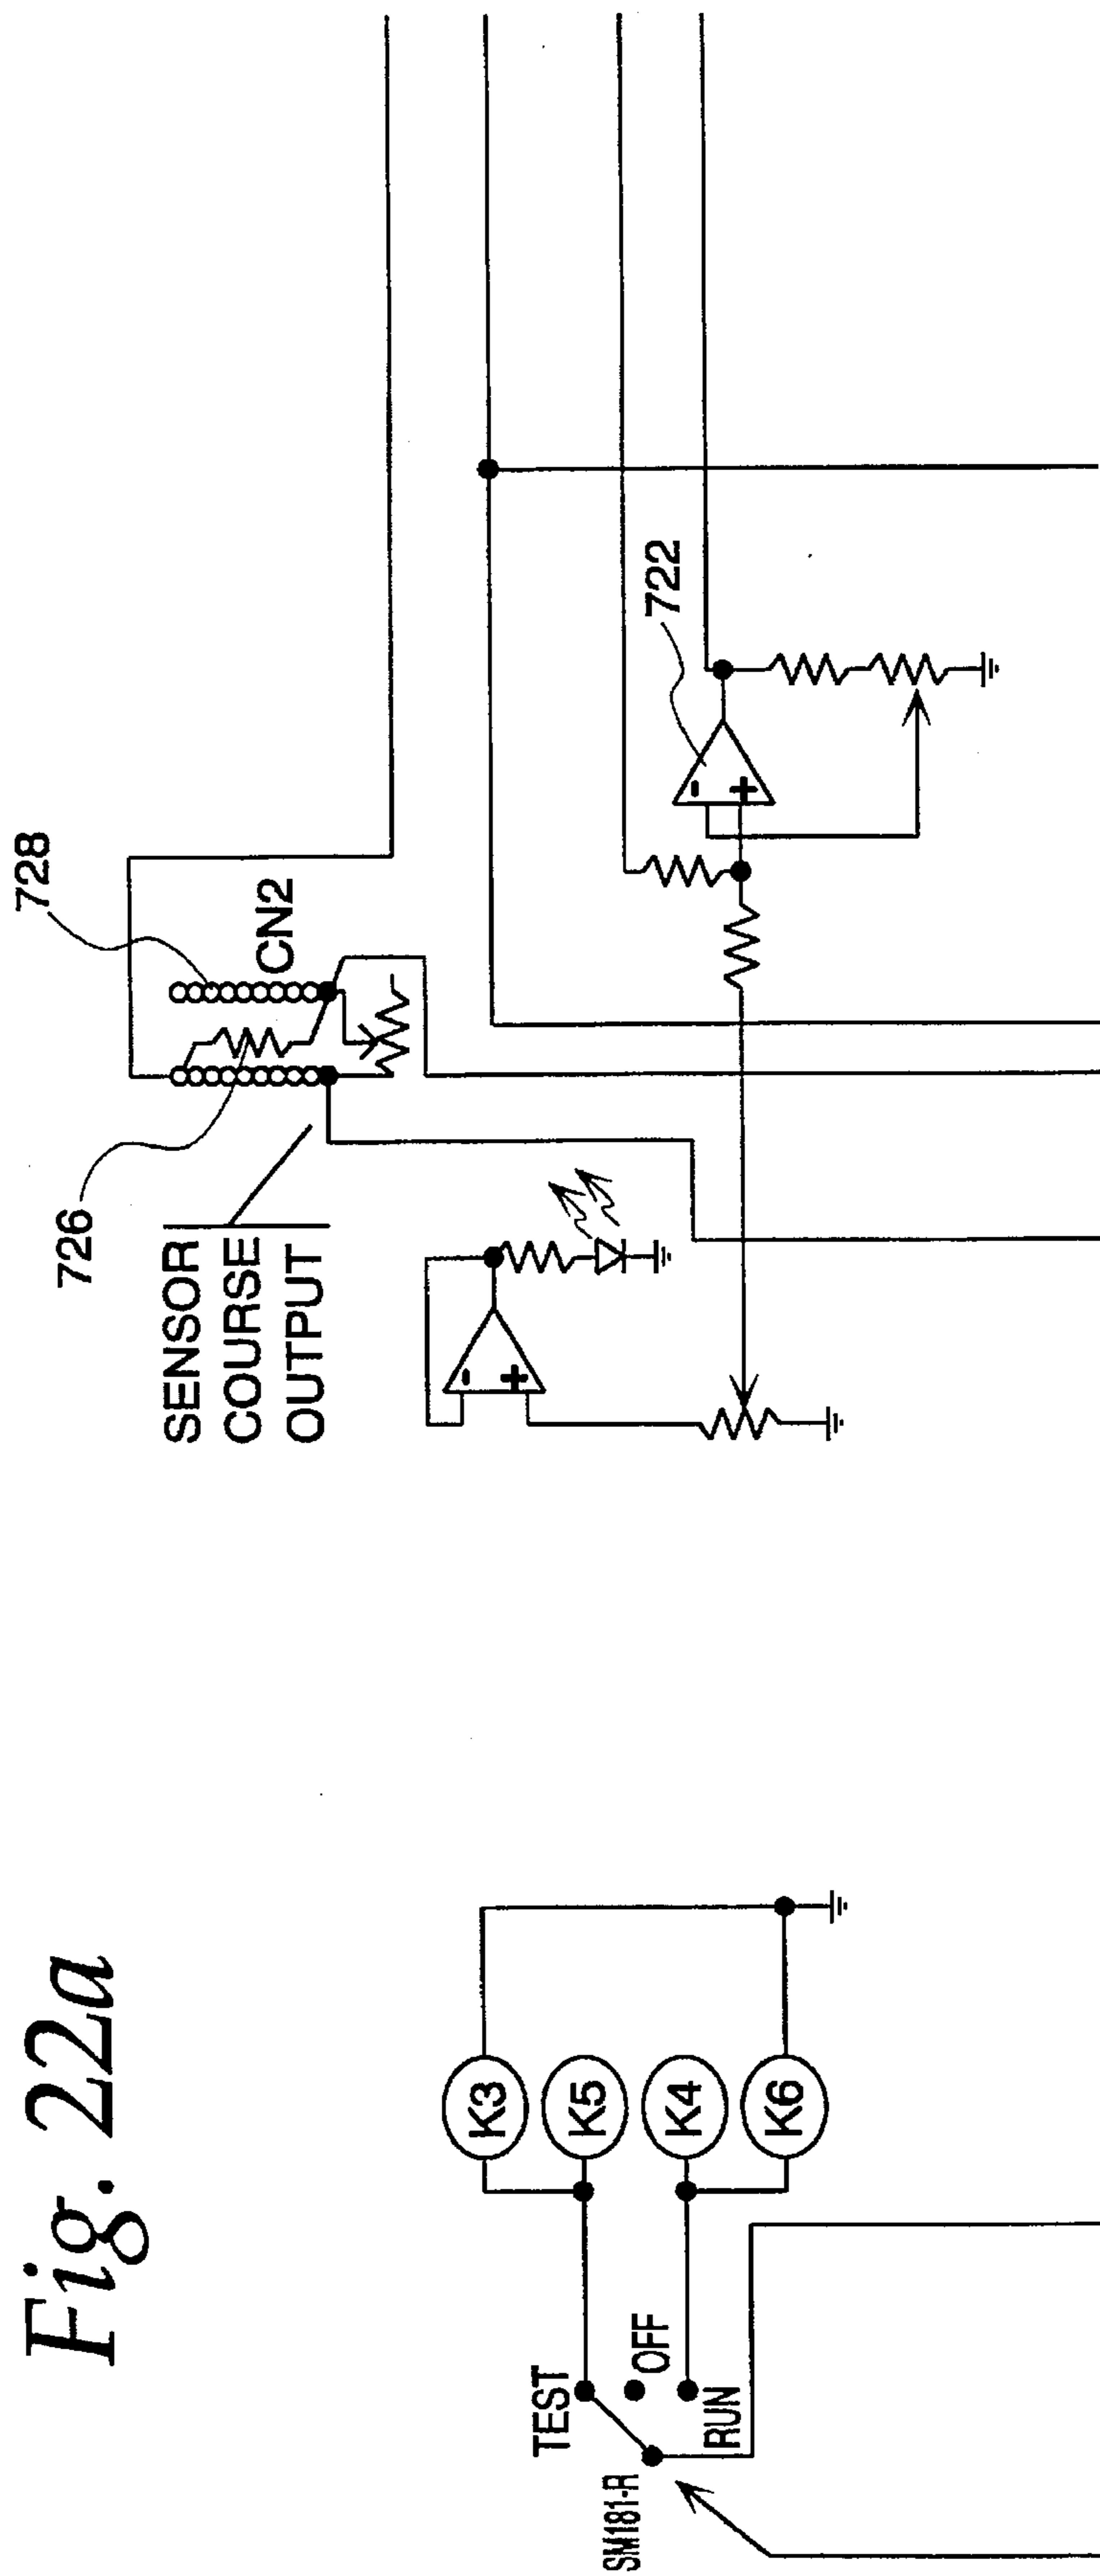 Fig. 22a
TEST
OFF
RUN
SM181-R
K3
K5
K4
K6
SENSOR
COURSE
OUTPUT
726
728
CN2
722
-
+
-
+